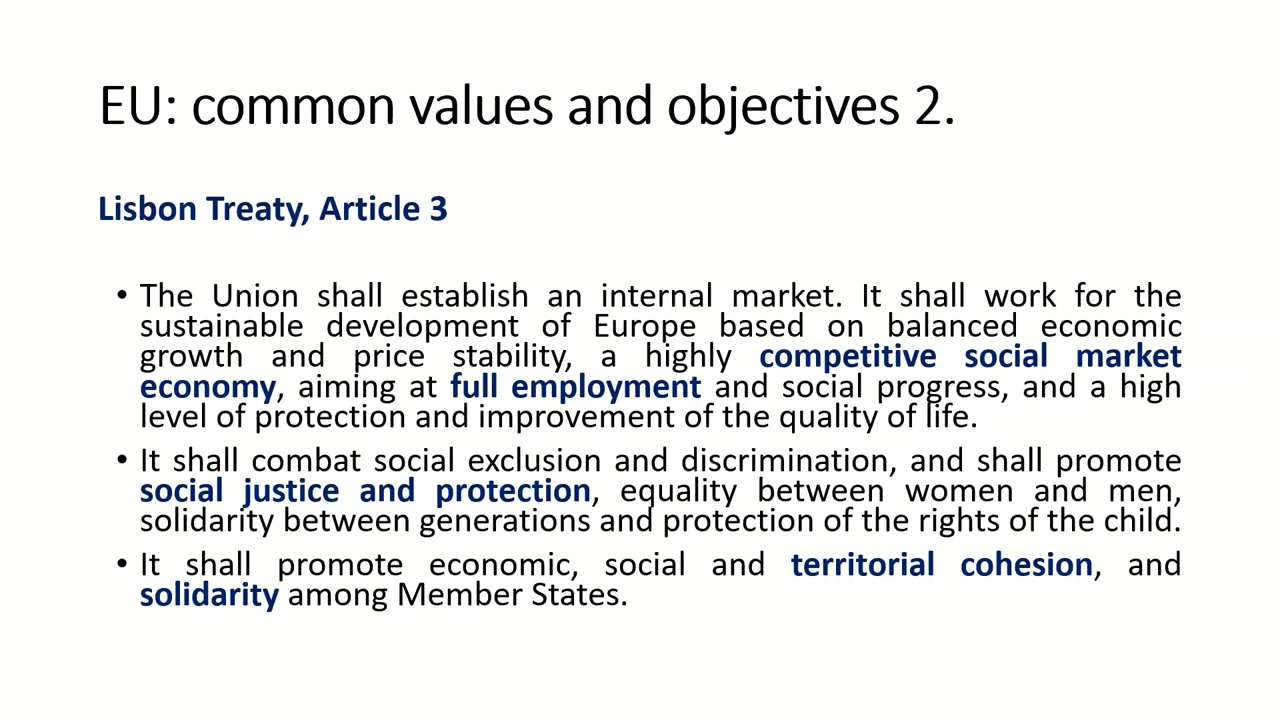 EU: common values and objectives 2.
Lisbon Treaty, Article 3
• The Union shall establish an internal market. It shall work for the
sustainable development of Europe based on balanced economic
growth and price stability, a highly competitive social market
economy, aiming at full employment and social progress, and a high
level of protection and improvement of the quality of life.
• It shall combat social exclusion and discrimination, and shall promote
social justice and protection, equality between women and men,
solidarity between generations and protection of the rights of the child.
• It shall promote economic, social and territorial cohesion, and
solidarity among Member States.